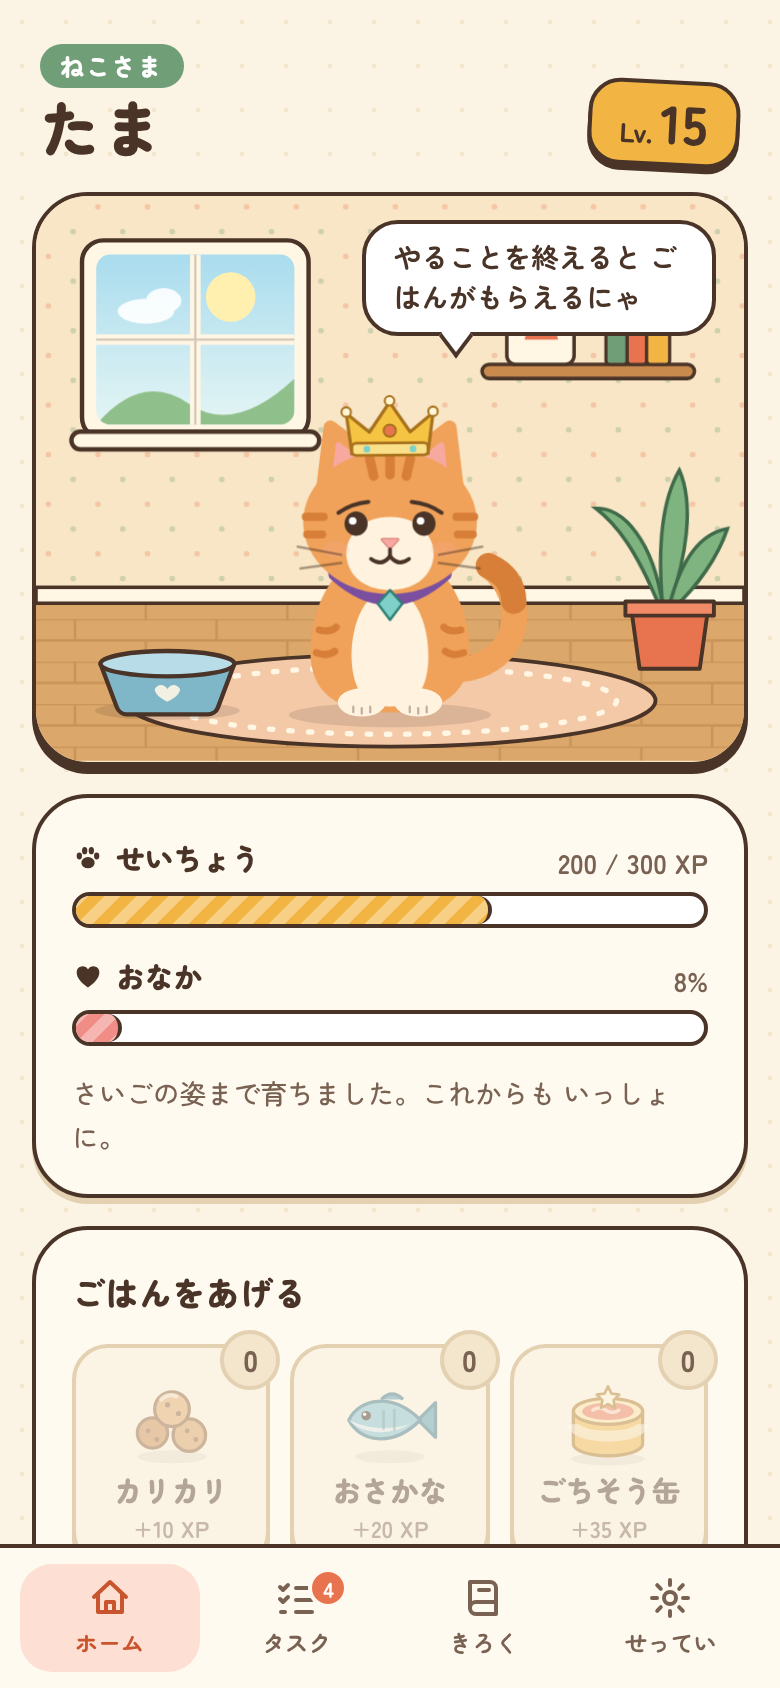 ねこさま
たま
Lv. 15
やることを終えると ご
はんがもらえるにゃ
せいちょう
200 / 300 XP
おなか
8%
さいごの姿まで育ちました。これからも いっしょ
に。
ごはんをあげる
0
0
0
カリカリ
おさかな
ごちそう缶
+10 XP
+20 XP
+35 XP
4
ホーム
タスク
きろく
せってい